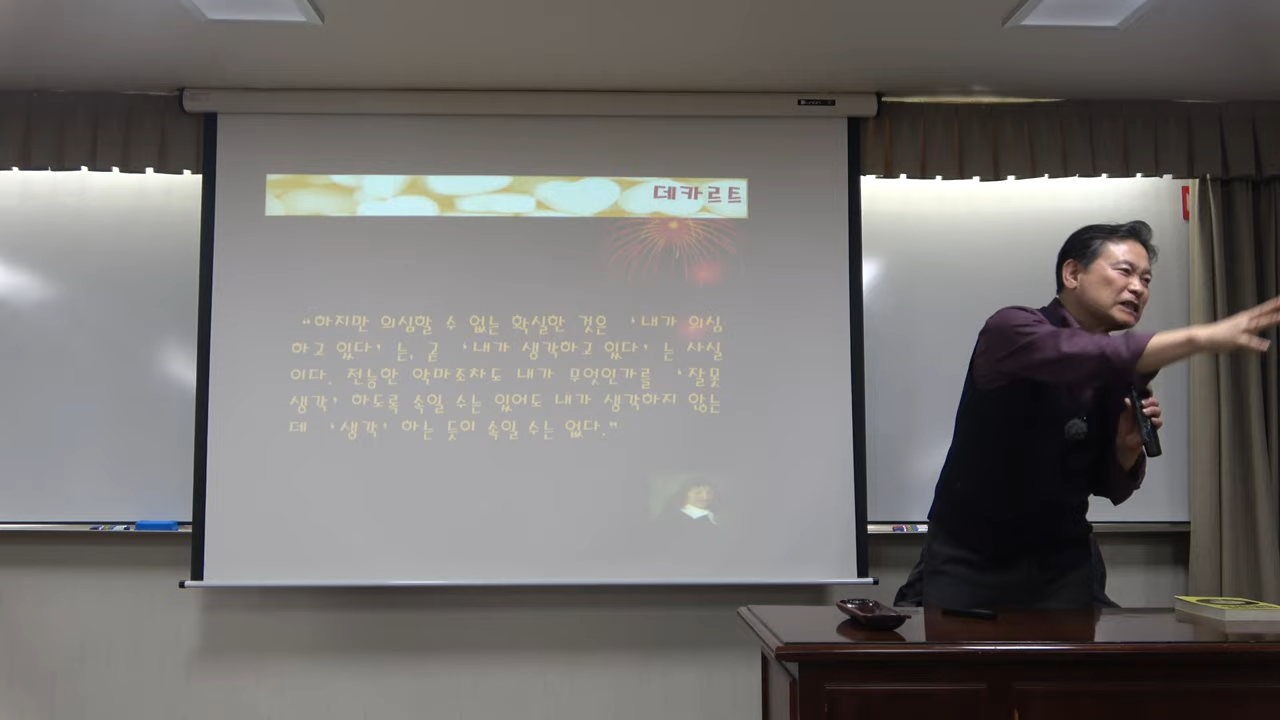 데카르트
“하지만 의심할 수 없는 확실한 것은 ‘내가 의심
하고 있다’ 는, 곧 ‘내가 생각하고 있다’ 는 사실
이다. 전능한 악마조차도 내가 무엇인가를 ‘잘못
생각’ 하도록 속일 수는 있어도 내가 생각하지 않는
데 ‘생각’ 하는 듯이 속일 수는 없다.”